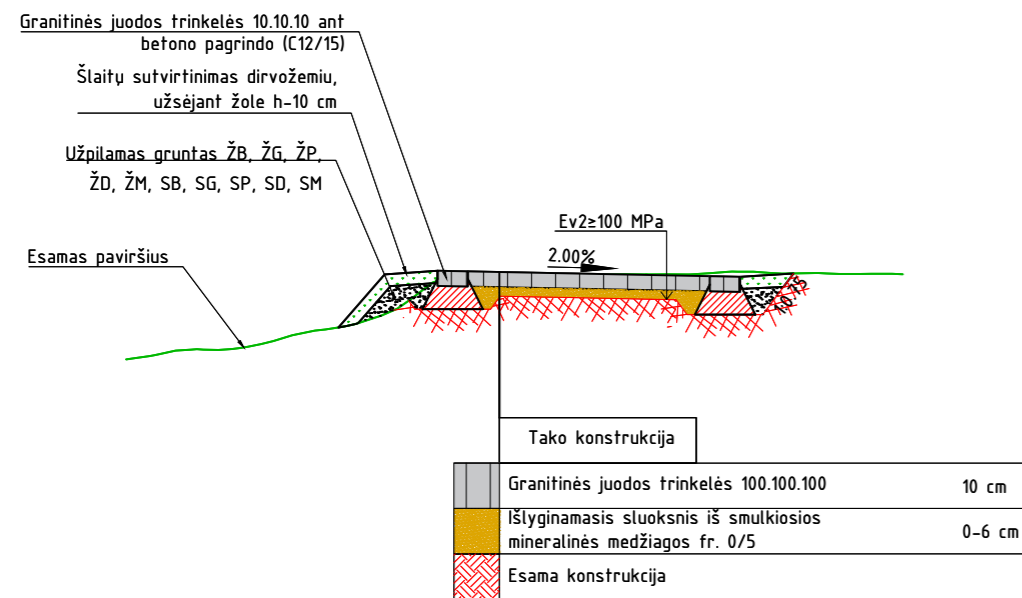 Granitinės juodos trinkelės 10.10.10 ant
betono pagrindo (C12/15)
Šlaitų sutvirtinimas dirvožemiu,
užsėjant žole h-10 cm
Užpilamas gruntas ŽB, ŽG, ŽP,
ŽD, ŽM, SB, SG, SP, SD, SM
Esamas paviršius
Ev2≥100 MPa
2.00%
Tako konstrukcija
Granitinės juodos trinkelės 100.100.100 10 cm
Išlyginamasis sluoksnis iš smulkiosios
mineralinės medžiagos fr. 0/5 0-6 cm
Esama konstrukcija